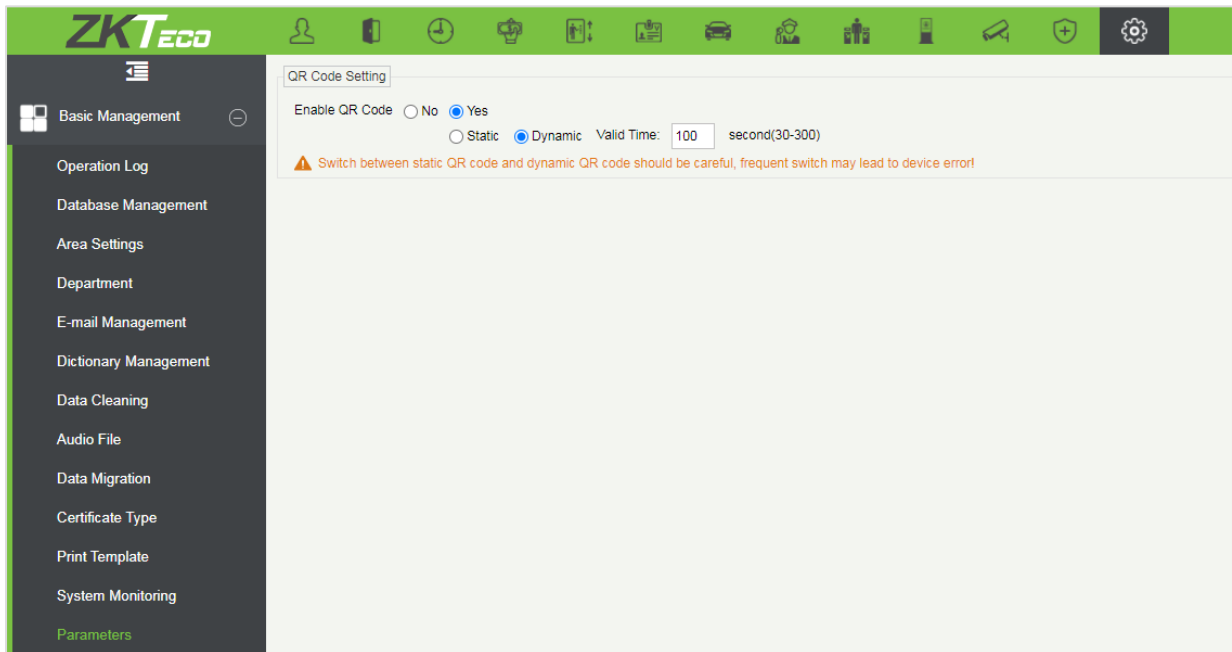 ZKTeco
QR Code Setting
Enable QR Code No Yes
Static Dynamic Valid Time: 100 second(30-300)
Switch between static QR code and dynamic QR code should be careful, frequent switch may lead to device error!
Basic Management
Operation Log
Database Management
Area Settings
Department
E-mail Management
Dictionary Management
Data Cleaning
Audio File
Data Migration
Certificate Type
Print Template
System Monitoring
Parameters